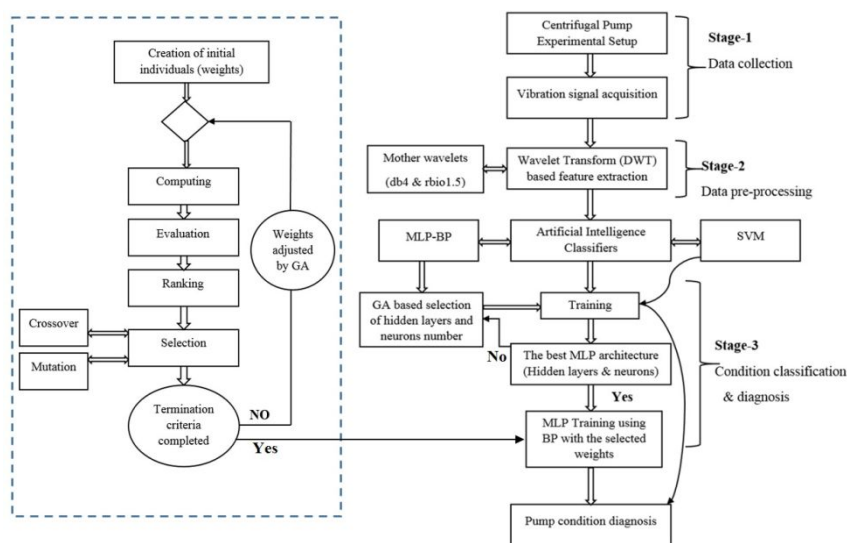 Creation of initial
individuals (weights)
Computing
Evaluation
Ranking
Crossover
Selection
Mutation
Termination
criteria
completed
NO
Yes
Weights
adjusted
by GA
Centrifugal Pump
Experimental Setup
Stage-1
Data collection
Vibration signal acquisition
Mother wavelets
(db4 & rbio1.5)
Wavelet Transform (DWT)
based feature extraction
Stage-2
Data pre-processing
MLP-BP
Artificial Intelligence
Classifiers
SVM
GA based selection
of hidden layers and
neurons number
Training
No
The best MLP architecture
(Hidden layers & neurons)
Yes
Stage-3
Condition classification
& diagnosis
MLP Training using
BP with the selected
weights
Pump condition diagnosis